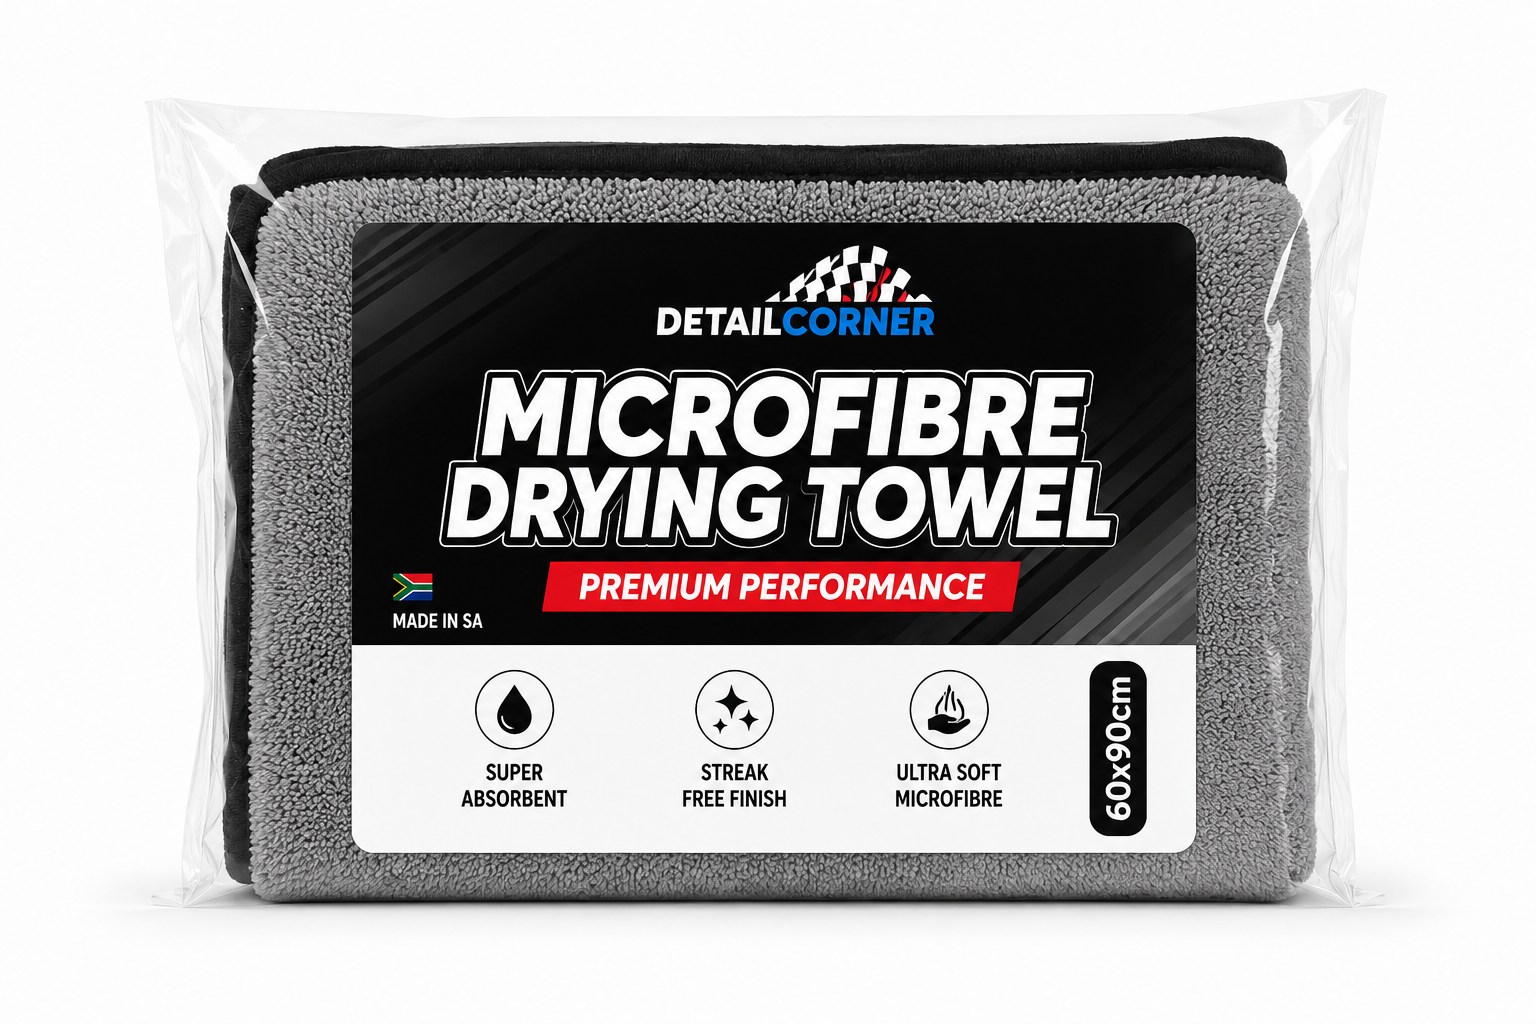 DETAILCORNER
MICROFIBRE
DRYING TOWEL
PREMIUM PERFORMANCE
MADE IN SA
SUPER
ABSORBENT
STREAK
FREE FINISH
ULTRA SOFT
MICROFIBRE
60x90cm